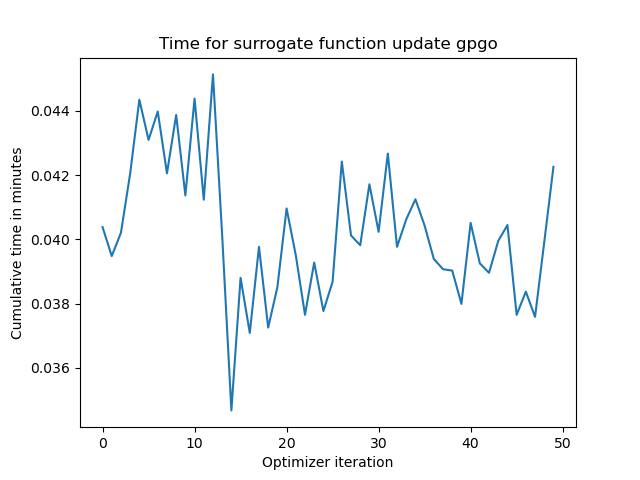 Time for surrogate function update gpgo
Cumulative time in minutes
0.044
0.042
0.040
0.038
0.036
0 10 20 30 40 50
Optimizer iteration